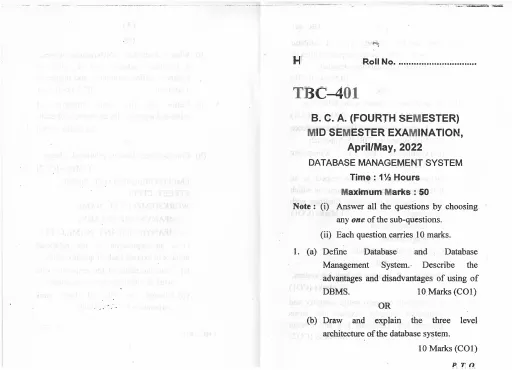 H Roll No. ..............................
TBC–401
B. C. A. (FOURTH SEMESTER)
MID SEMESTER EXAMINATION,
April/May, 2022
DATABASE MANAGEMENT SYSTEM
Time : 1½ Hours
Maximum Marks : 50
Note : (i) Answer all the questions by choosing
any one of the sub-questions.
(ii) Each question carries 10 marks.
1. (a) Define Database and Database
Management System. Describe the
advantages and disadvantages of using of
DBMS. 10 Marks (CO1)
OR
(b) Draw and explain the three level
architecture of the database system.
10 Marks (CO1)
P. T. O.